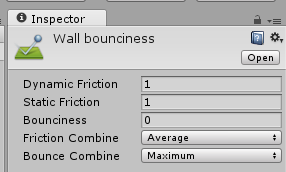 Inspector
Wall bounciness
Open
Dynamic Friction 1
Static Friction 1
Bounciness 0
Friction Combine Average
Bounce Combine Maximum